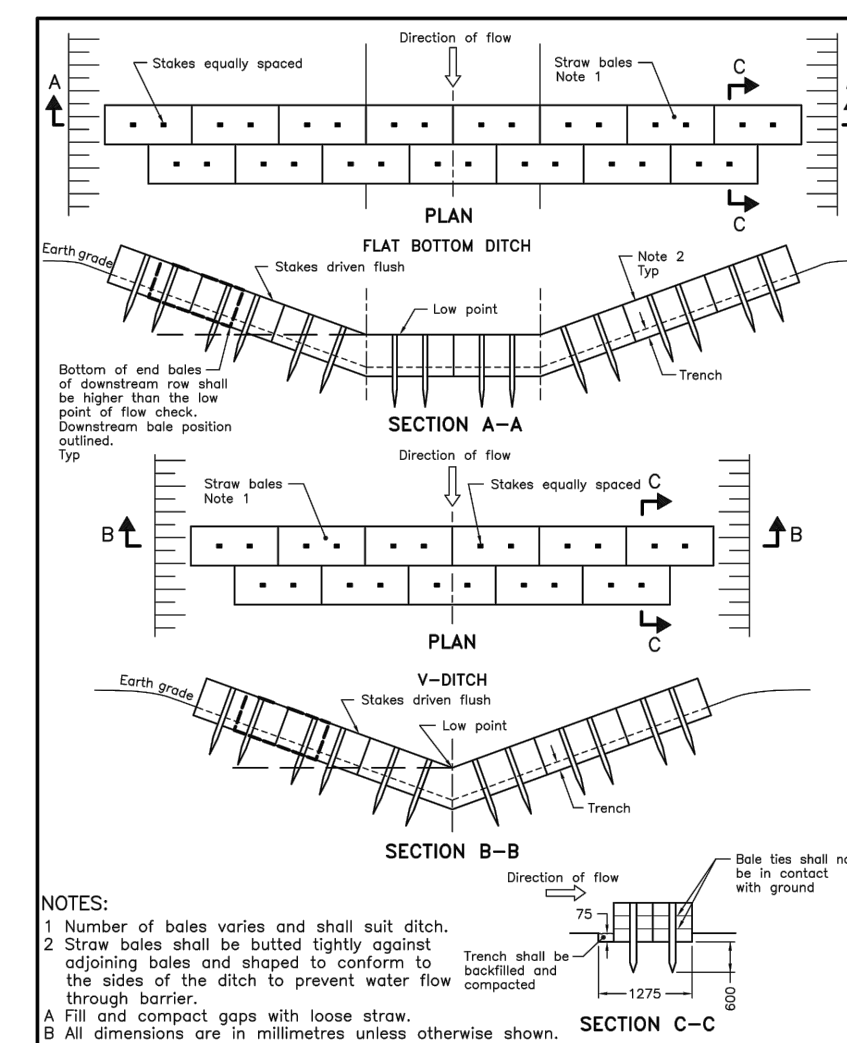 Direction of flow
Stakes equally spaced
Straw bales
Note 1
A
C
C
PLAN
FLAT BOTTOM DITCH
Earth grade
Stakes driven flush
Note 2
Typ
Low point
Trench
Bottom of end bales
of downstream row shall
be higher than the low
point of flow check.
Downstream bale position
outlined.
Typ
SECTION A-A
Direction of flow
Straw bales
Note 1
Stakes equally spaced
C
B
B
C
PLAN
V-DITCH
Earth grade
Stakes driven flush
Low point
Trench
SECTION B-B
Direction of flow
Bale ties shall
be in contact
with ground
75
Trench shall be
backfilled and
compacted
1275
600
SECTION C-C
NOTES:
1 Number of bales varies and shall suit ditch.
2 Straw bales shall be butted tightly against
adjoining bales and shaped to conform to
the sides of the ditch to prevent water flow
through barrier.
A Fill and compact gaps with loose straw.
B All dimensions are in millimetres unless otherwise shown.